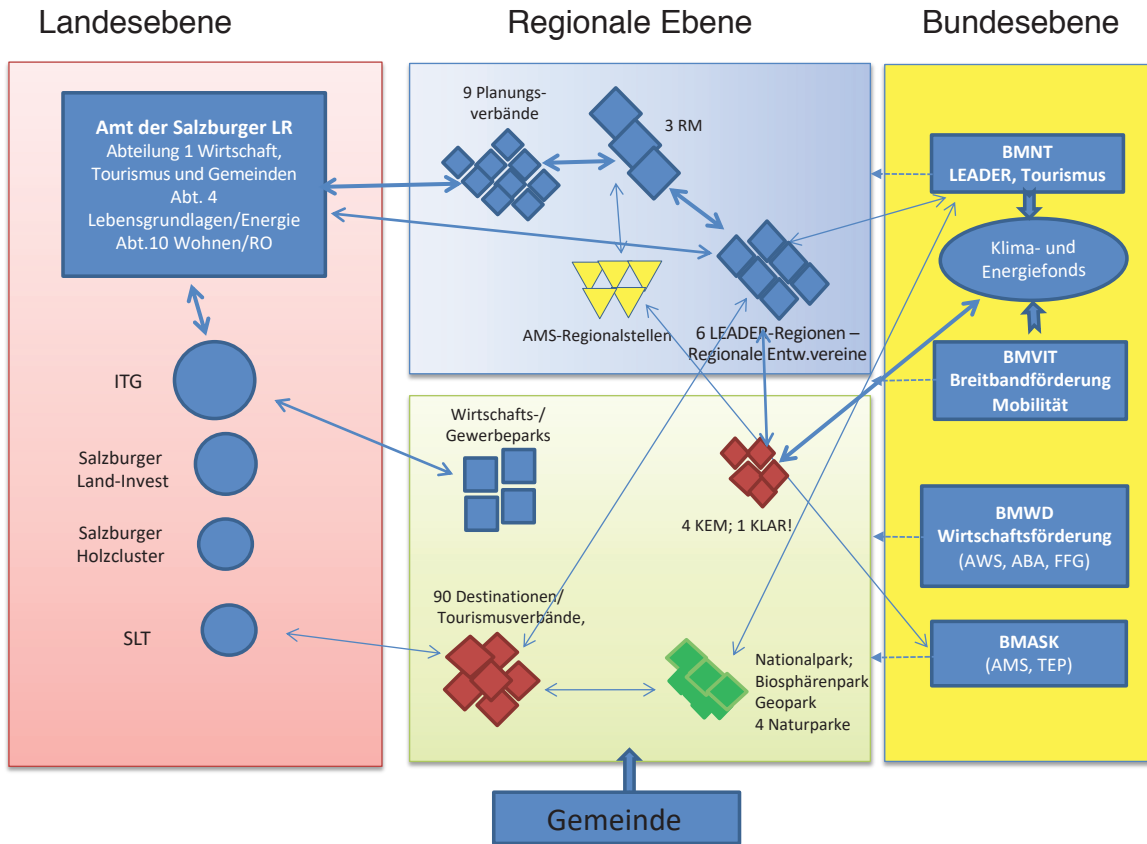 Landesebene
Regionale Ebene
Bundesebene
Amt der Salzburger LR
Abteilung 1 Wirtschaft,
Tourismus und Gemeinden
Abt. 4
Lebensgrundlagen/Energie
Abt.10 Wohnen/RO
ITG
Salzburger
Land-Invest
Salzburger
Holzcluster
SLT
9 Planungs-
verbände
3 RM
AMS-Regionalstellen
6 LEADER-Regionen –
Regionale Entw.vereine
Wirtschafts-/
Gewerbeparks
4 KEM; 1 KLAR!
90 Destinationen/
Tourismusverbände,
Nationalpark;
Biosphärenpark
Geopark
4 Naturparke
BMNT
LEADER, Tourismus
Klima- und
Energiefonds
BMVIT
Breitbandförderung
Mobilität
BMWD
Wirtschaftsförderung
(AWS, ABA, FFG)
BMASK
(AMS, TEP)
Gemeinde